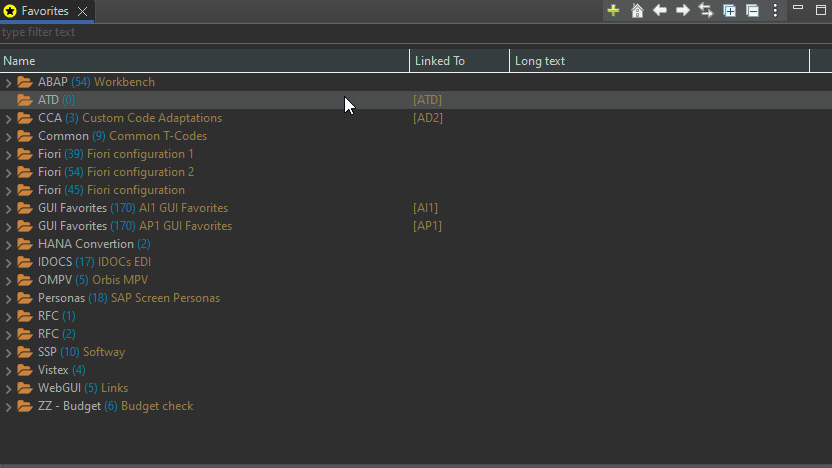 Favorites
type filter text
Name Linked To Long text
ABAP (54) Workbench
ATD (0) [ATD]
CCA (3) Custom Code Adaptations [AD2]
Common (9) Common T-Codes
Fiori (39) Fiori configuration 1
Fiori (54) Fiori configuration 2
Fiori (45) Fiori configuration
GUI Favorites (170) AI1 GUI Favorites [AI1]
GUI Favorites (170) AP1 GUI Favorites [AP1]
HANA Convertion (2)
IDOCS (17) IDOCs EDI
OMPV (5) Orbis MPV
Personas (18) SAP Screen Personas
RFC (1)
RFC (2)
SSP (10) Softway
Vistex (4)
WebGUI (5) Links
ZZ - Budget (6) Budget check